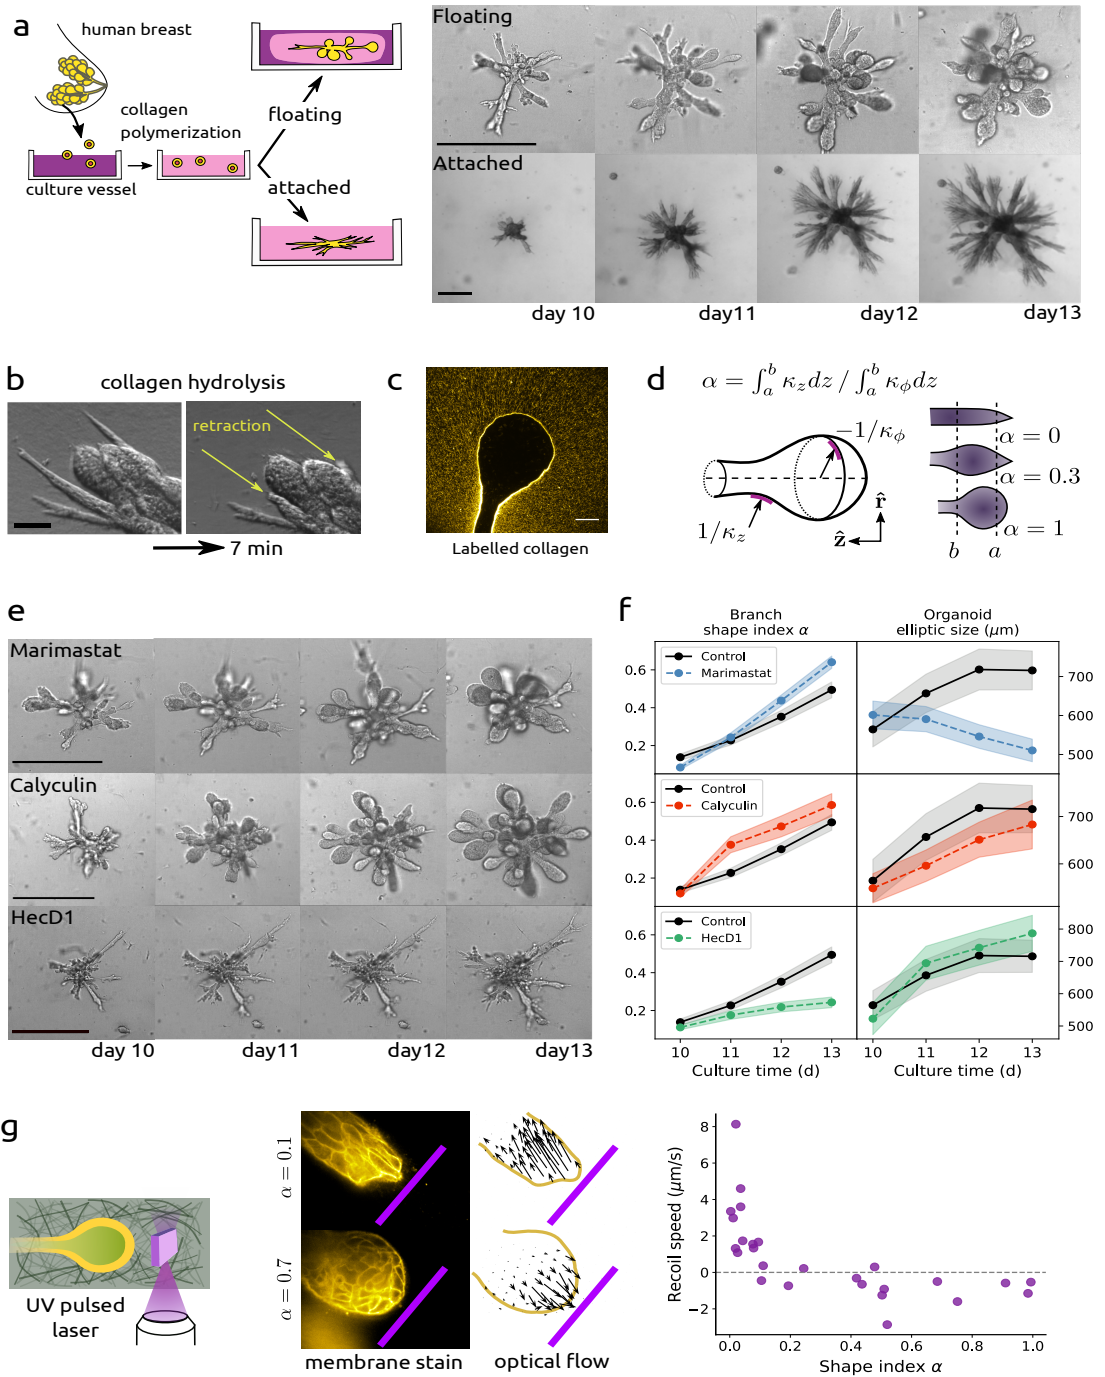 a
human breast
collagen
polymerization
culture vessel
floating
attached
Floating
Attached
day 10
day11
day12
day13
b
collagen hydrolysis
retraction
7 min
c
Labelled collagen
d
α = ∫ₐᵇ κ_z dz / ∫ₐᵇ κ_ϕ dz
−1/κ_ϕ
1/κ_z
r̂
ẑ
α = 0
α = 0.3
α = 1
b
a
e
Marimastat
Calyculin
HecD1
day 10
day11
day12
day13
f
Branch
shape index α
Organoid
elliptic size (μm)
Control
Marimastat
0.6
0.4
0.2
700
600
500
Control
Calyculin
0.6
0.4
0.2
700
600
Control
HecD1
0.6
0.4
0.2
800
700
600
500
10 11 12 13
10 11 12 13
Culture time (d)
Culture time (d)
g
UV pulsed
laser
α = 0.1
α = 0.7
membrane stain
optical flow
Recoil speed (μm/s)
8
6
4
2
0
−2
0.0 0.2 0.4 0.6 0.8 1.0
Shape index α